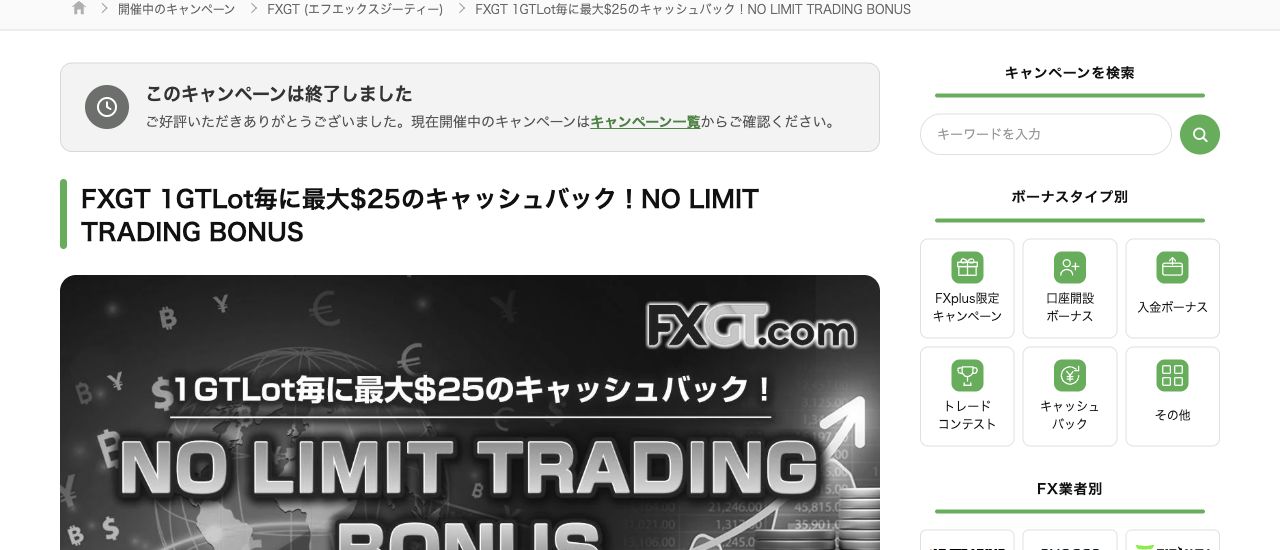 開催中のキャンペーン
FXGT (エフエックスジーティー)
FXGT 1GTLot毎に最大$25のキャッシュバック！NO LIMIT TRADING BONUS
このキャンペーンは終了しました
ご好評いただきありがとうございました。現在開催中のキャンペーンはキャンペーン一覧からご確認ください。
FXGT 1GTLot毎に最大$25のキャッシュバック！NO LIMIT
TRADING BONUS
FXGT.com
1GTLot毎に最大$25のキャッシュバック！
NO LIMIT TRADING
BONUS
キャンペーンを検索
キーワードを入力
ボーナスタイプ別
FXplus限定
キャンペーン
口座開設
ボーナス
入金ボーナス
トレード
コンテスト
キャッシュ
バック
その他
FX業者別